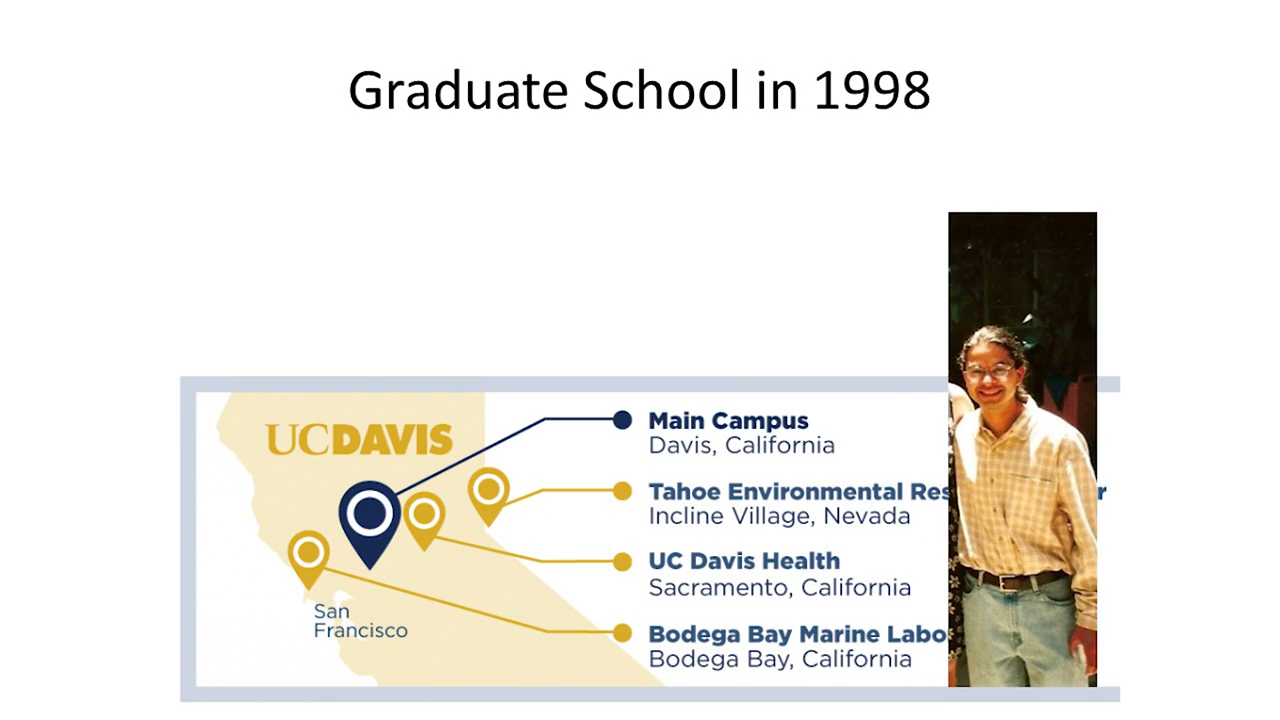 Graduate School in 1998
UCDAVIS
Main Campus
Davis, California
Tahoe Environmental Res r
Incline Village, Nevada
UC Davis Health
Sacramento, California
Bodega Bay Marine Labo
Bodega Bay, California
San
Francisco